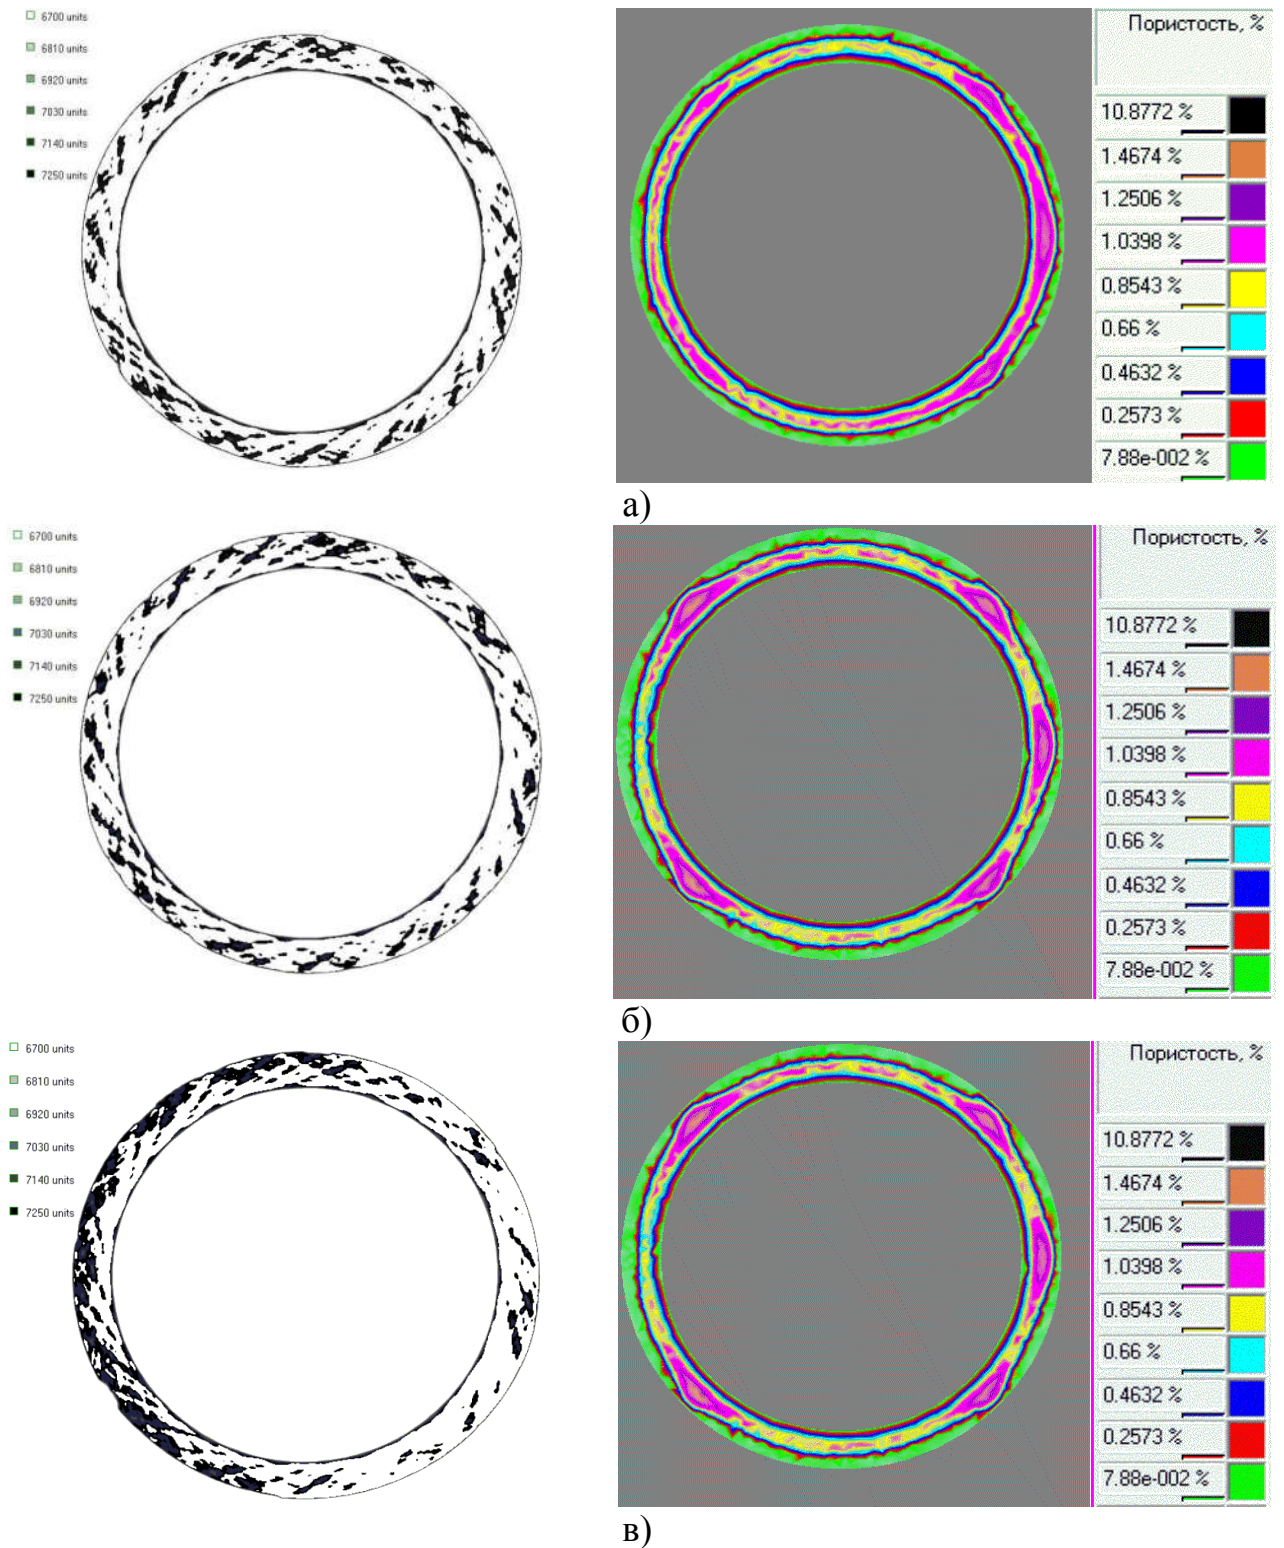 6700 units
6810 units
6920 units
7030 units
7140 units
7250 units
Пористость, %
10.8772 %
1.4674 %
1.2506 %
1.0398 %
0.8543 %
0.66 %
0.4632 %
0.2573 %
7.88e-002 %
а)
6700 units
6810 units
6920 units
7030 units
7140 units
7250 units
Пористость, %
10.8772 %
1.4674 %
1.2506 %
1.0398 %
0.8543 %
0.66 %
0.4632 %
0.2573 %
7.88e-002 %
б)
6700 units
6810 units
6920 units
7030 units
7140 units
7250 units
Пористость, %
10.8772 %
1.4674 %
1.2506 %
1.0398 %
0.8543 %
0.66 %
0.4632 %
0.2573 %
7.88e-002 %
в)